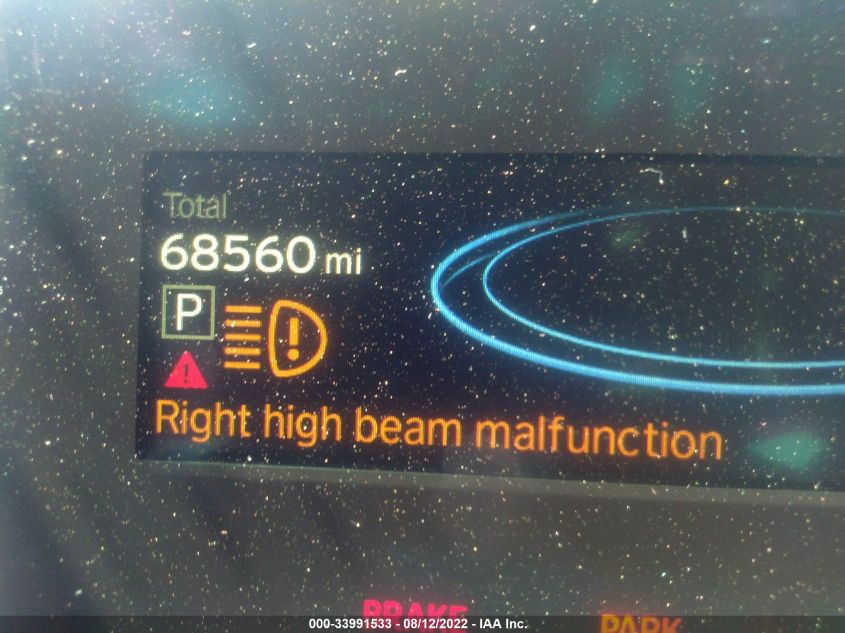 Total
68560 mi
P
Right high beam malfunction
BRAKE
PARK
000-33991533 - 08/12/2022 - IAA Inc.